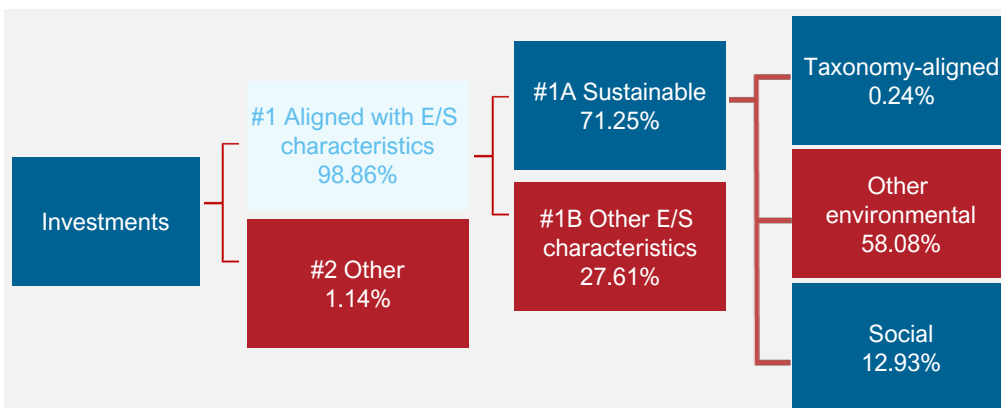 Investments
#1 Aligned with E/S
characteristics
98.86%
#2 Other
1.14%
#1A Sustainable
71.25%
#1B Other E/S
characteristics
27.61%
Taxonomy-aligned
0.24%
Other
environmental
58.08%
Social
12.93%